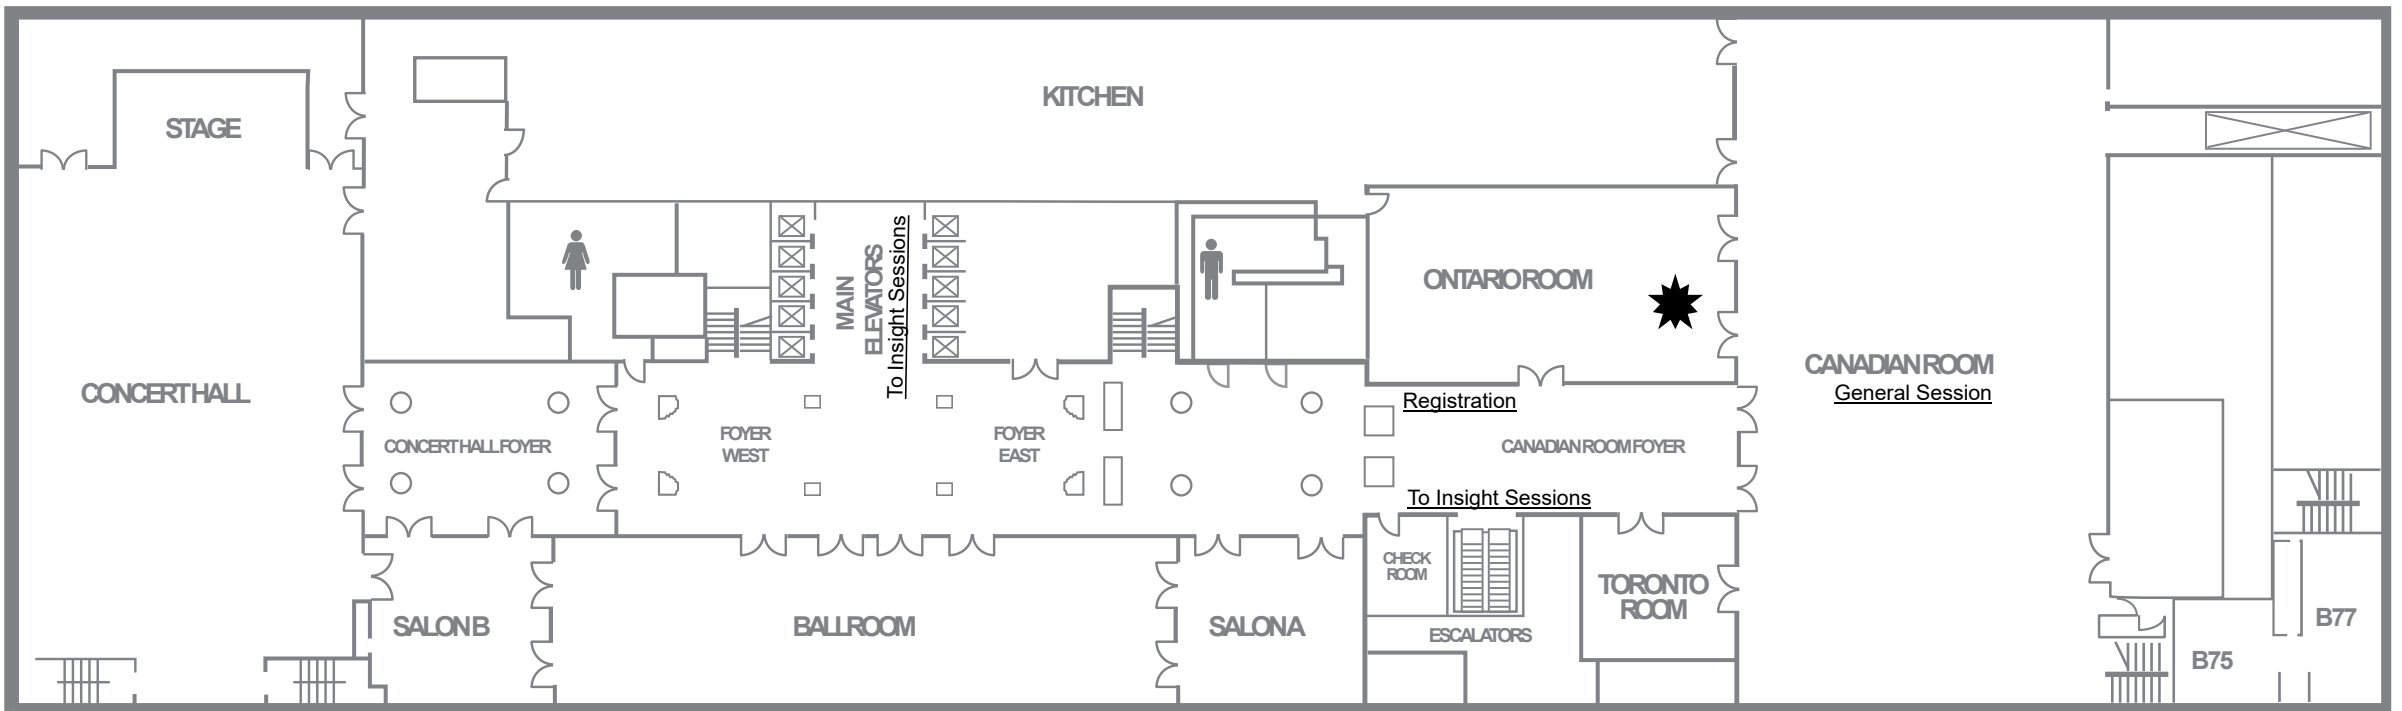 STAGE
KITCHEN
MAIN
ELEVATORS
To Insight Sessions
ONTARIO ROOM
CANADIAN ROOM
General Session
CONCERT HALL
Registration
CONCERT HALL FOYER
FOYER
WEST
FOYER
EAST
CANADIAN ROOM FOYER
To Insight Sessions
CHECK
ROOM
TORONTO
ROOM
SALON B
BALLROOM
SALON A
ESCALATORS
B77
B75